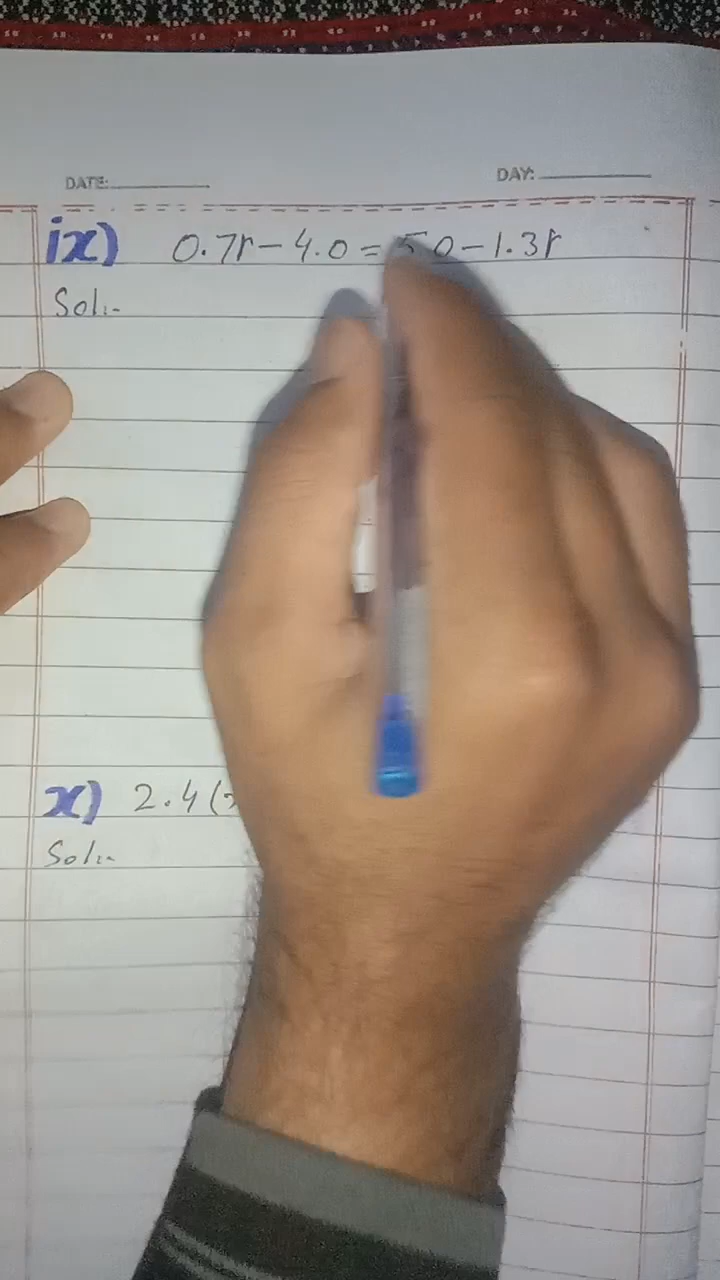 DATE: DAY:
ix) 0.7r - 4.0 = 5.0 - 1.3r
Sol:-
x) 2.4(
Sol:-